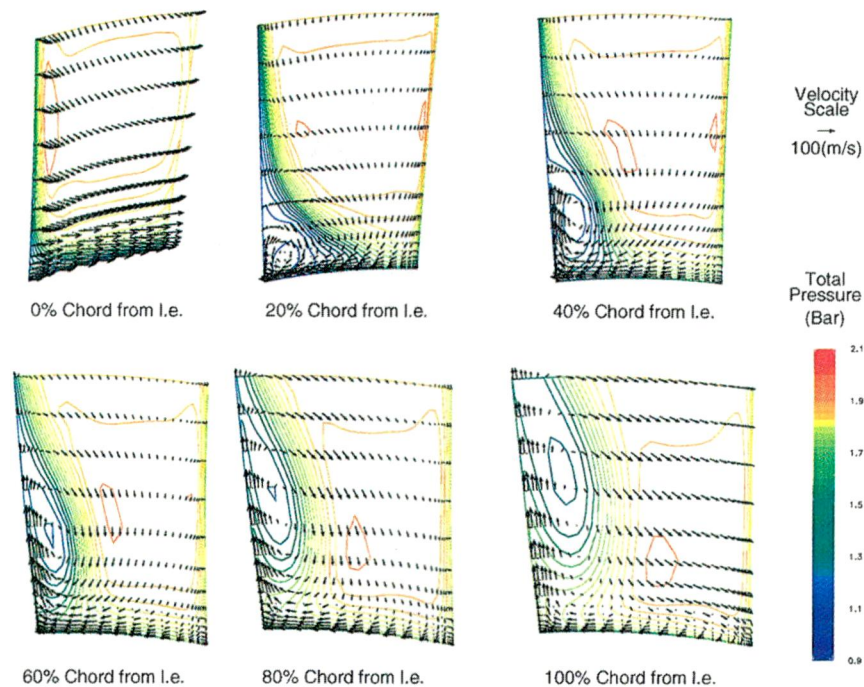 Velocity
Scale
100(m/s)
0% Chord from l.e.
20% Chord from l.e.
40% Chord from l.e.
Total
Pressure
(Bar)
2.1
1.9
1.7
1.5
1.3
1.1
0.9
60% Chord from l.e.
80% Chord from l.e.
100% Chord from l.e.